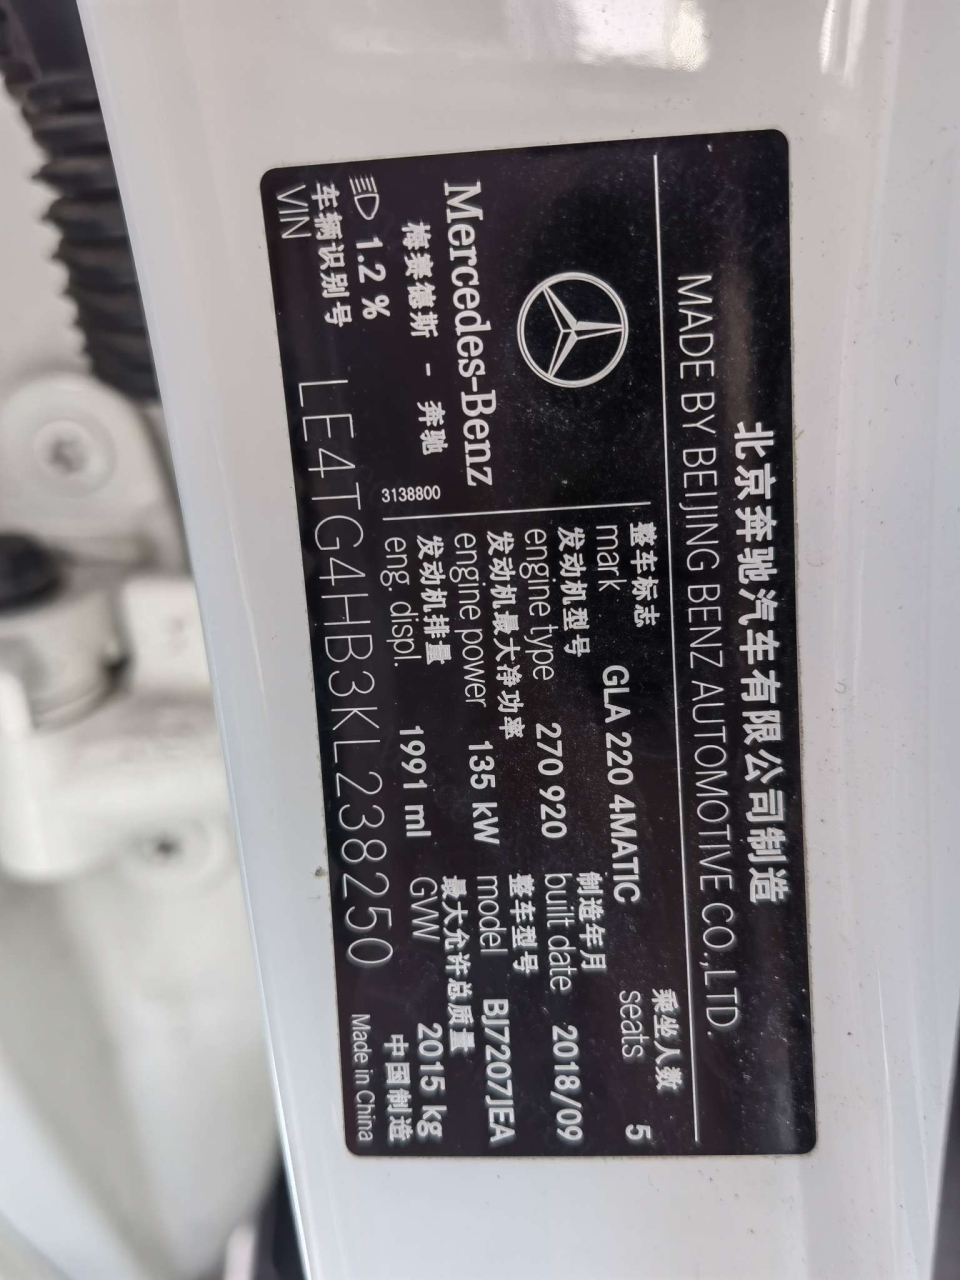 北京奔驰汽车有限公司制造
MADE BY BEIJING BENZ AUTOMOTIVE CO.,LTD.
Mercedes-Benz
梅赛德斯 - 奔驰
3138800
1.2 %
整车标志
mark GLA 220 4MATIC
乘坐人数
seats 5
发动机型号
engine type 270 920
制造年月
built date 2018/09
发动机最大净功率
engine power 135 kW
整车型号
model BJ7207JEA
发动机排量
eng. displ. 1991 ml
最大允许总质量
GVW 2015 kg
车辆识别号
VIN LE4TG4HB3KL238250
中国制造
Made in China